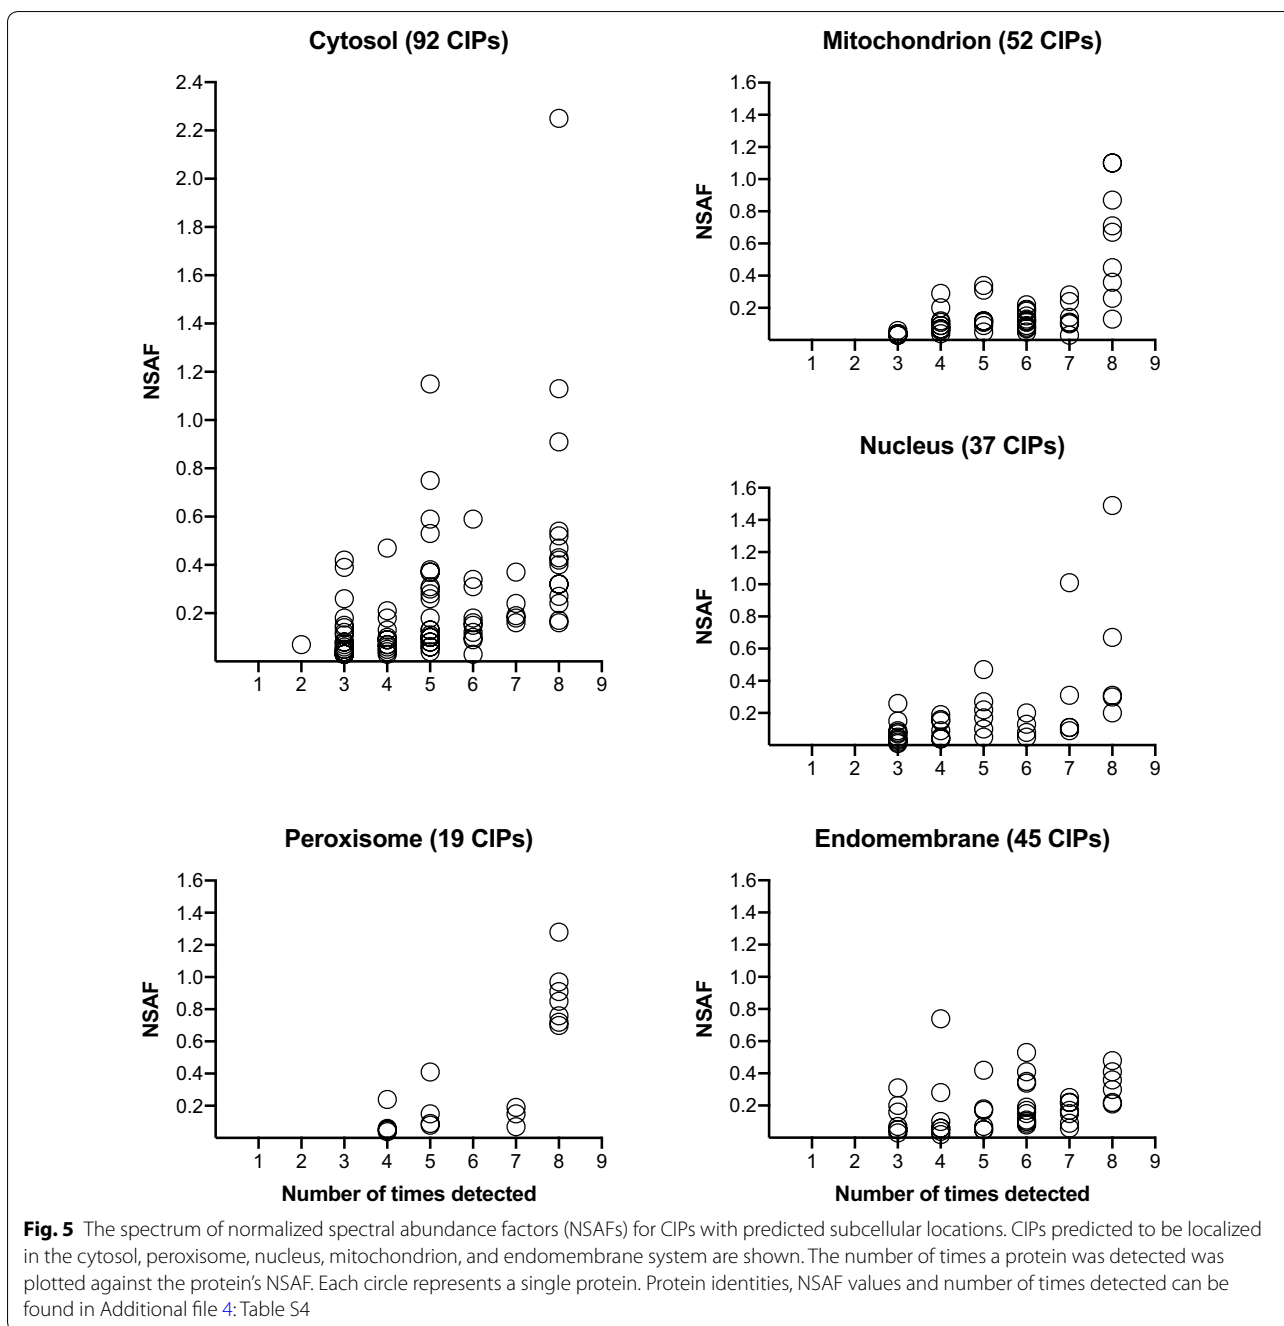 Cytosol (92 CIPs)
2.4
2.2
2.0
1.8
1.6
1.4
1.2
1.0
0.8
0.6
0.4
0.2
NSAF
1 2 3 4 5 6 7 8 9
Mitochondrion (52 CIPs)
1.6
1.4
1.2
1.0
0.8
0.6
0.4
0.2
NSAF
1 2 3 4 5 6 7 8 9
Nucleus (37 CIPs)
1.6
1.4
1.2
1.0
0.8
0.6
0.4
0.2
NSAF
1 2 3 4 5 6 7 8 9
Peroxisome (19 CIPs)
1.6
1.4
1.2
1.0
0.8
0.6
0.4
0.2
NSAF
1 2 3 4 5 6 7 8 9
Number of times detected
Endomembrane (45 CIPs)
1.6
1.4
1.2
1.0
0.8
0.6
0.4
0.2
NSAF
1 2 3 4 5 6 7 8 9
Number of times detected
Fig. 5 The spectrum of normalized spectral abundance factors (NSAFs) for CIPs with predicted subcellular locations. CIPs predicted to be localized
in the cytosol, peroxisome, nucleus, mitochondrion, and endomembrane system are shown. The number of times a protein was detected was
plotted against the protein's NSAF. Each circle represents a single protein. Protein identities, NSAF values and number of times detected can be
found in Additional file 4: Table S4